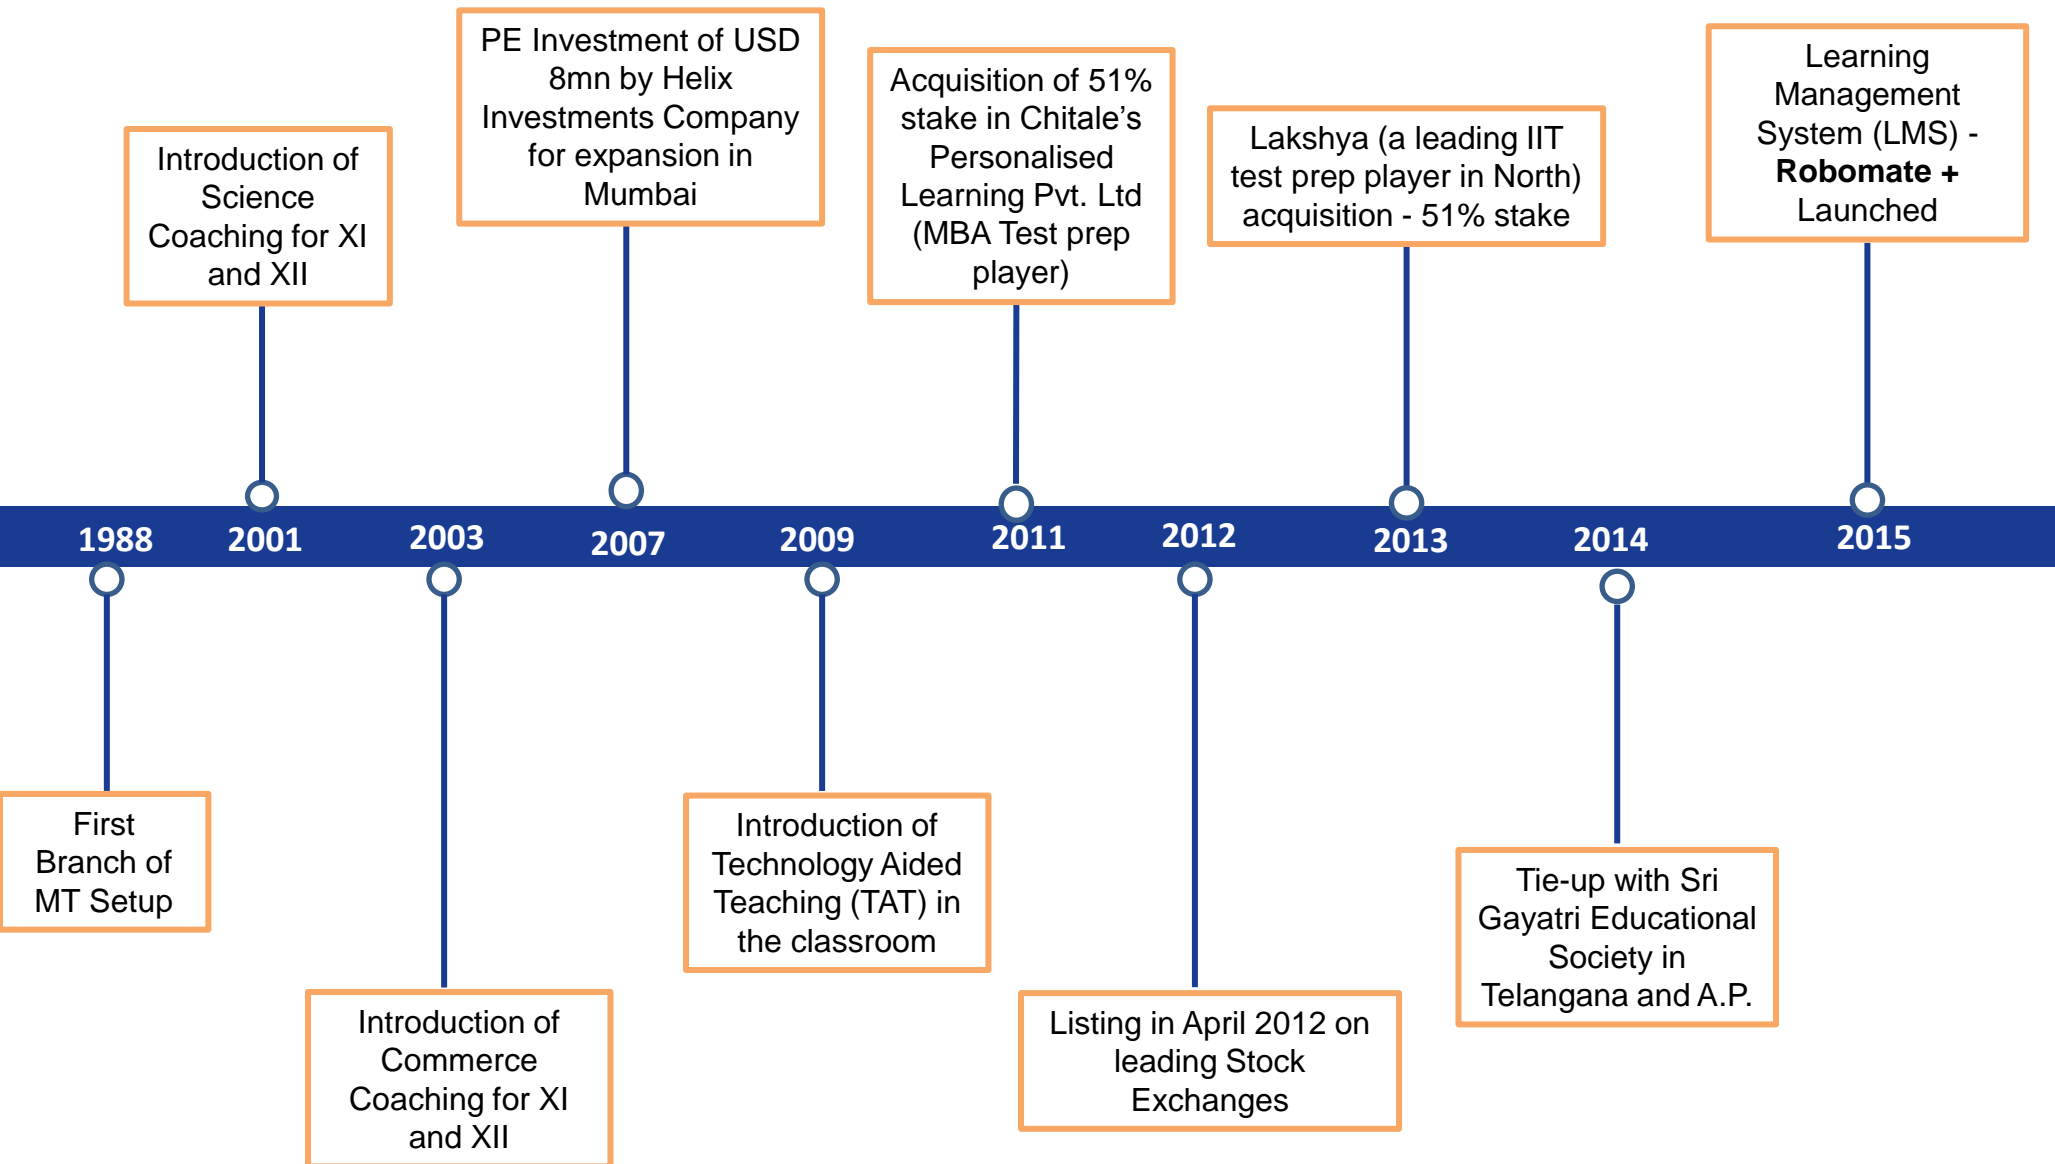 PE Investment of USD
8mn by Helix
Investments Company
for expansion in
Mumbai
Learning
Management
System (LMS) -
Robomate +
Launched
Acquisition of 51%
stake in Chitale’s
Personalised
Learning Pvt. Ltd
(MBA Test prep
player)
Lakshya (a leading IIT
test prep player in North)
acquisition - 51% stake
Introduction of
Science
Coaching for XI
and XII
1988
2001
2003
2007
2009
2011
2012
2013
2014
2015
First
Branch of
MT Setup
Introduction of
Technology Aided
Teaching (TAT) in
the classroom
Tie-up with Sri
Gayatri Educational
Society in
Telangana and A.P.
Introduction of
Commerce
Coaching for XI
and XII
Listing in April 2012 on
leading Stock
Exchanges